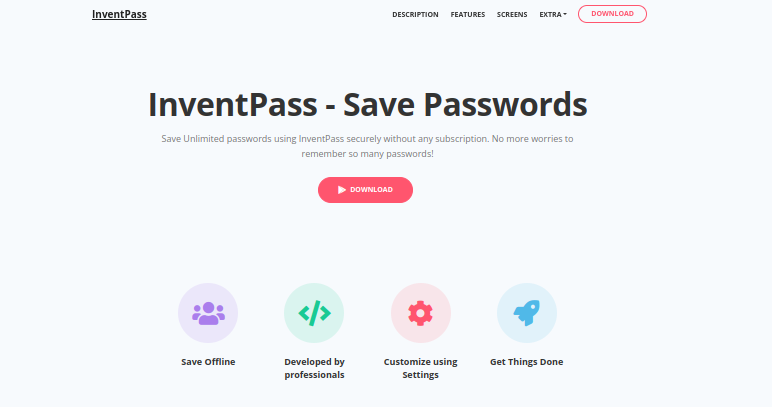 InventPass
DESCRIPTION FEATURES SCREENS EXTRA DOWNLOAD
InventPass - Save Passwords
Save Unlimited passwords using InventPass securely without any subscription. No more worries to
remember so many passwords!
DOWNLOAD
Save Offline
Developed by
professionals
Customize using
Settings
Get Things Done